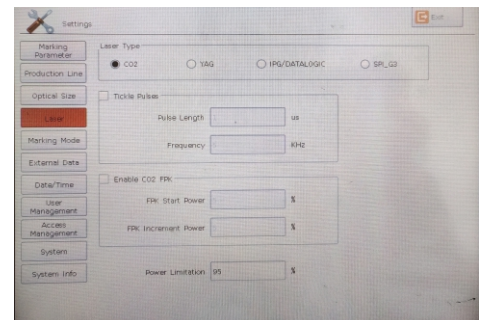 Settings
Exit
Marking
Parameter
Production Line
Optical Size
Laser
Marking Mode
External Data
Date/Time
User
Management
Access
Management
System
System Info
Laser Type
CO2
YAG
IPG/DATALOGIC
SPI_G3
Tickle Pulses
Pulse Length
us
Frequency
KHz
Enable CO2 FPK
FPK Start Power
%
FPK Increment Power
%
Power Limitation 95 %